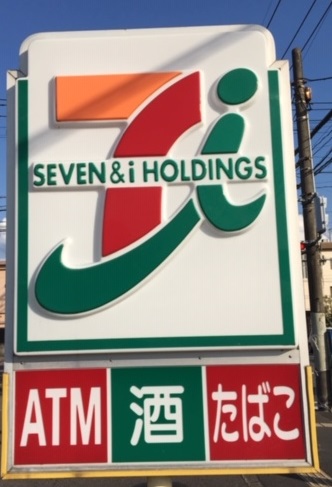 SEVEN & i HOLDINGS
ATM 酒 たばこ